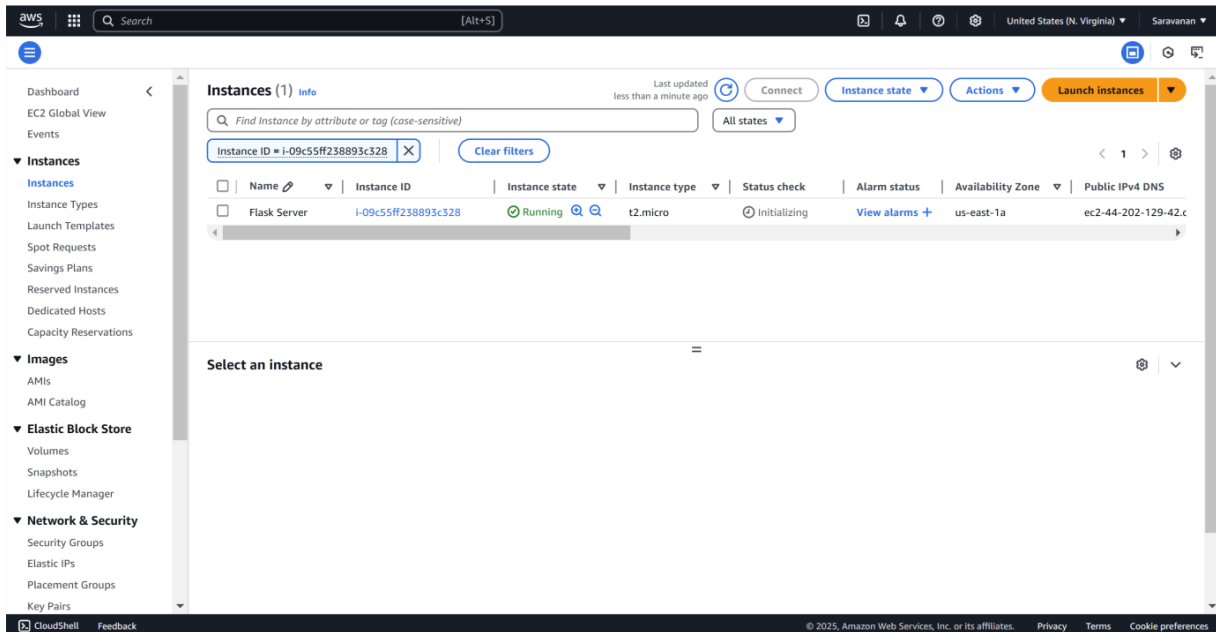 aws
Search
[Alt+S]
United States (N. Virginia)
Saravanan
Dashboard
EC2 Global View
Events
Instances
Instances
Instance Types
Launch Templates
Spot Requests
Savings Plans
Reserved Instances
Dedicated Hosts
Capacity Reservations
Images
AMIs
AMI Catalog
Elastic Block Store
Volumes
Snapshots
Lifecycle Manager
Network & Security
Security Groups
Elastic IPs
Placement Groups
Key Pairs
Instances (1) Info
Last updated
less than a minute ago
Connect
Instance state
Actions
Launch instances
Find Instance by attribute or tag (case-sensitive)
All states
Instance ID = i-09c55ff238893c328
Clear filters
1
Name Instance ID Instance state Instance type Status check Alarm status Availability Zone Public IPv4 DNS
Flask Server i-09c55ff238893c328 Running t2.micro Initializing View alarms + us-east-1a ec2-44-202-129-42.c
Select an instance
CloudShell Feedback
© 2025, Amazon Web Services, Inc. or its affiliates. Privacy Terms Cookie preferences